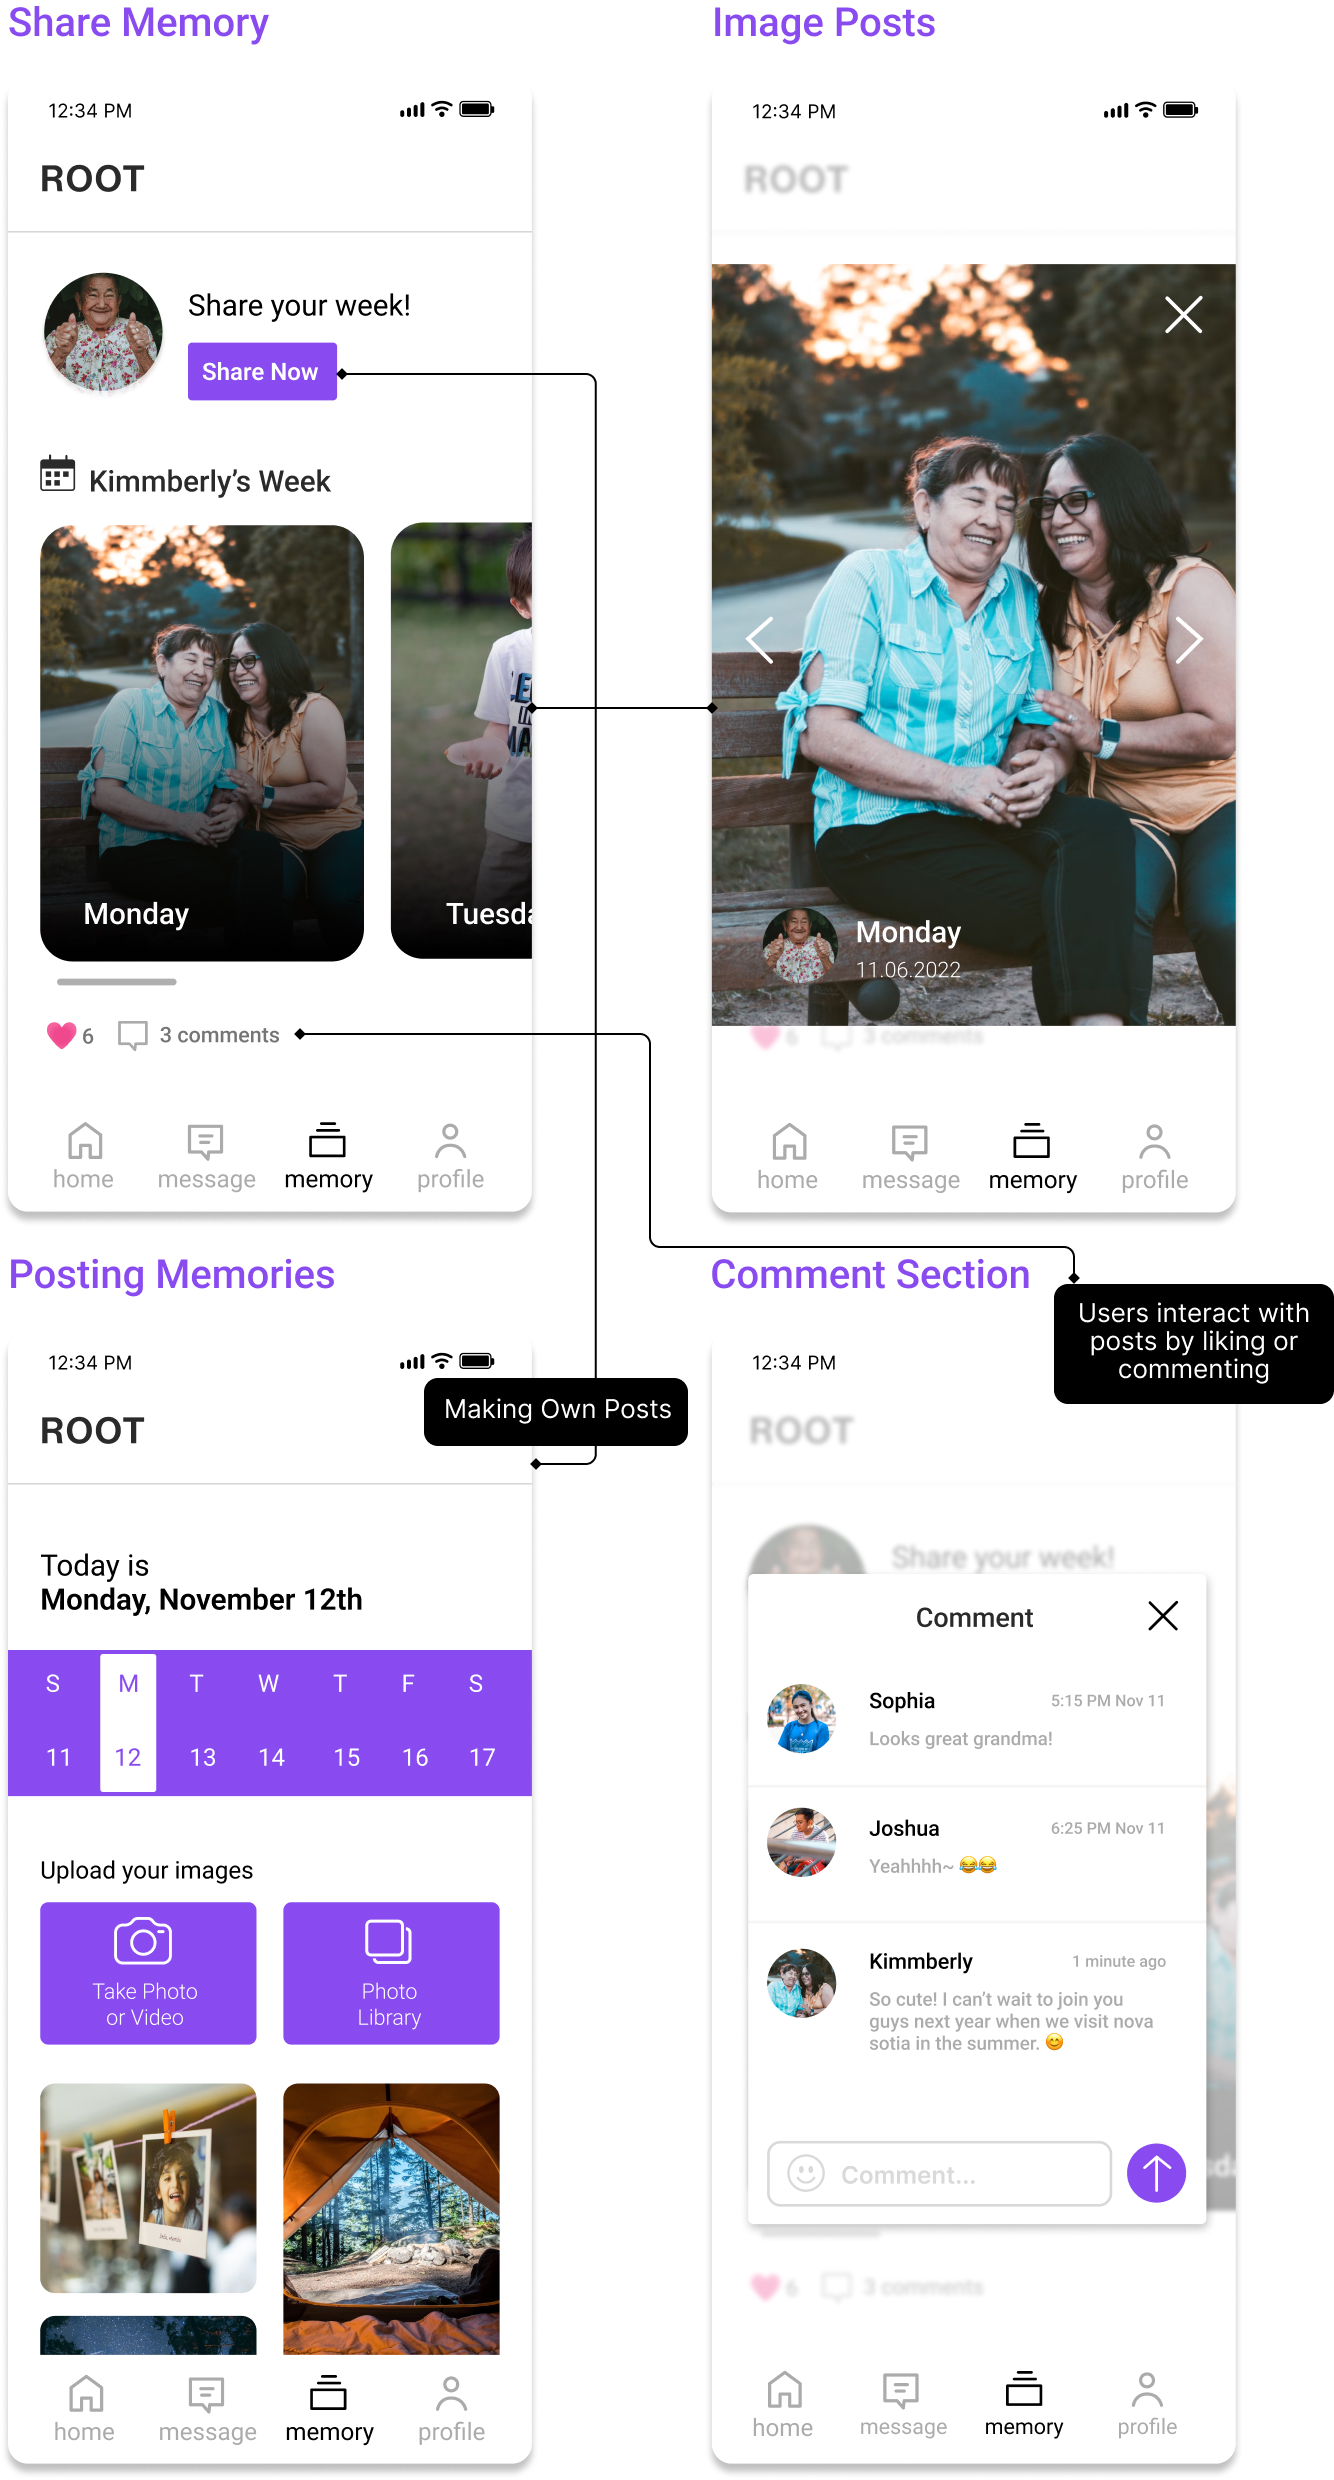 Share Memory
Image Posts
12:34 PM
ROOT
Share your week!
Share Now
Kimmberly's Week
Monday
Tuesda
6
3 comments
home
message
memory
profile
12:34 PM
ROOT
Monday
11.06.2022
6
3 comments
home
message
memory
profile
Posting Memories
Comment Section
Users interact with
posts by liking or
commenting
Making Own Posts
12:34 PM
ROOT
Today is
Monday, November 12th
S M T W T F S
11 12 13 14 15 16 17
Upload your images
Take Photo
or Video
Photo
Library
home
message
memory
profile
12:34 PM
ROOT
Share your week!
Comment
Sophia
5:15 PM Nov 11
Looks great grandma!
Joshua
6:25 PM Nov 11
Yeahhhh~ 😂😂
Kimmberly
1 minute ago
So cute! I can't wait to join you
guys next year when we visit nova
sotia in the summer. 😊
Comment...
6
3 comments
home
message
memory
profile